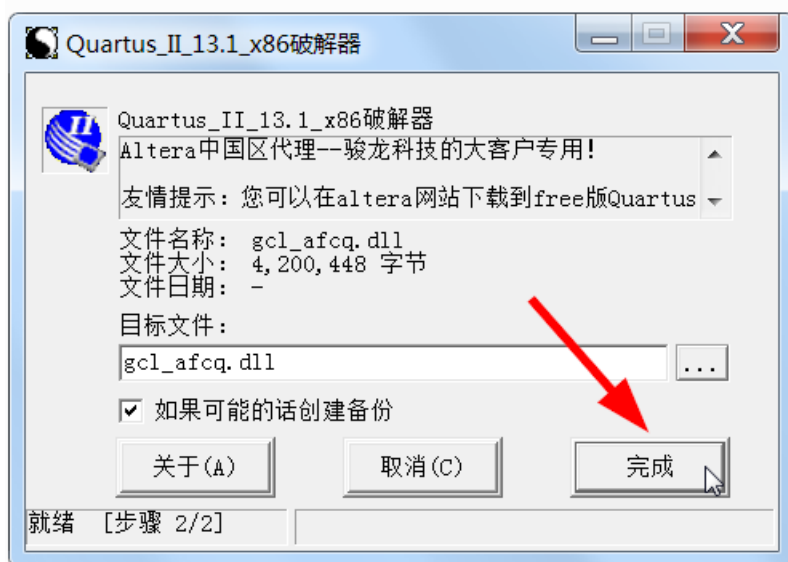 Quartus_II_13.1_x86破解器
Quartus_II_13.1_x86破解器
Altera中国区代理--骏龙科技的大客户专用!
友情提示: 您可以在altera网站下载到free版Quartus
文件名称: gcl_afcq.dll
文件大小: 4,200,448 字节
文件日期: -
目标文件:
gcl_afcq.dll
...
如果可能的话创建备份
关于(A) 取消(C) 完成
就绪 [步骤 2/2]